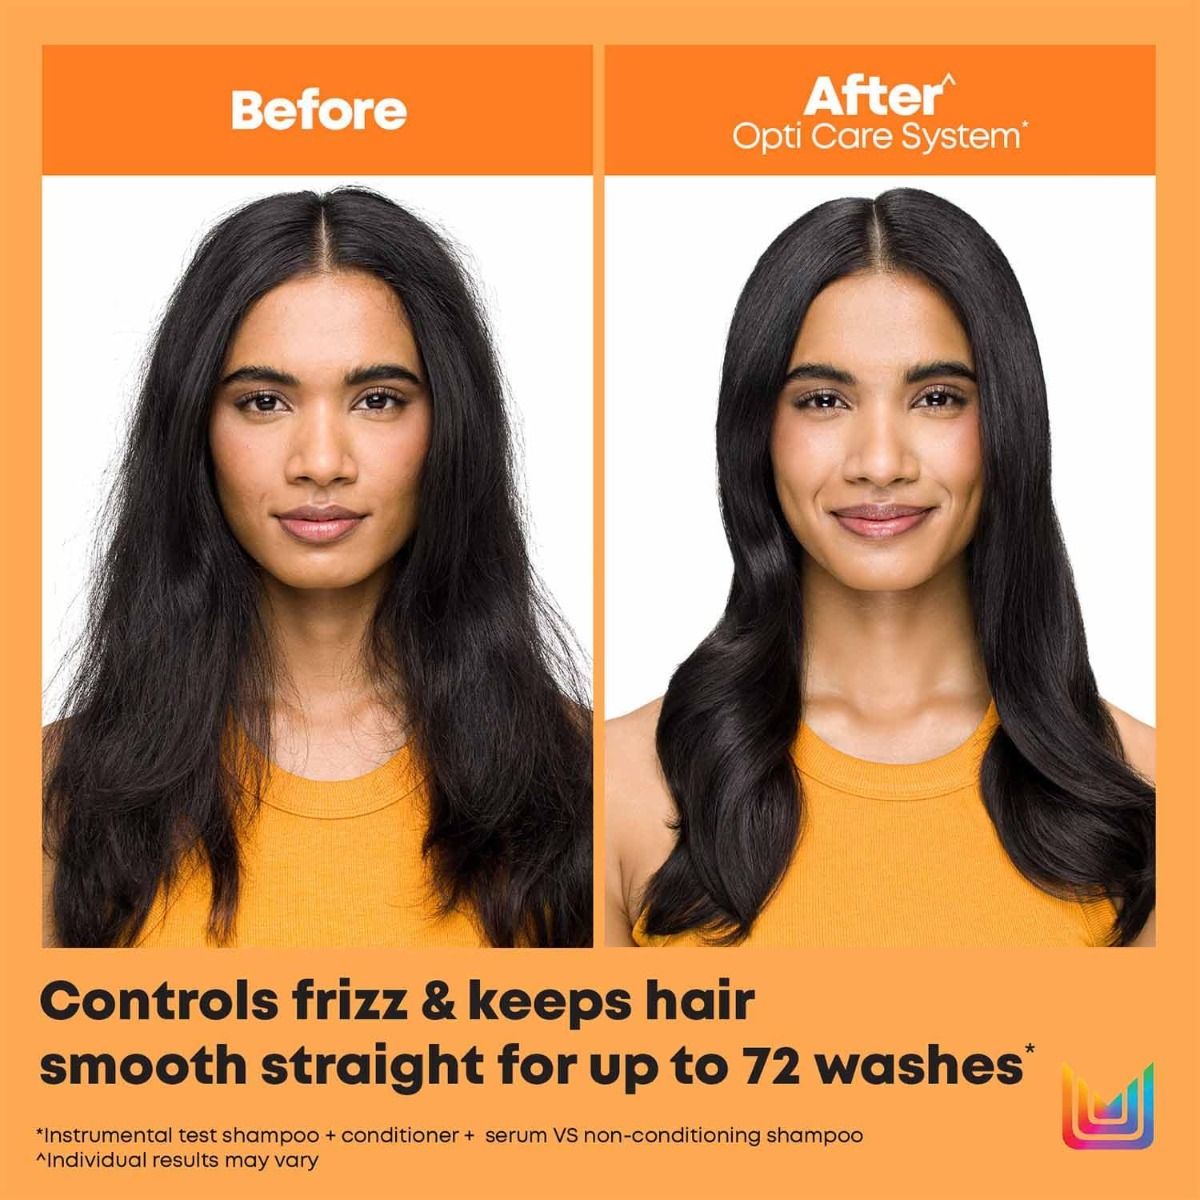 Before
After^
Opti Care System*
Controls frizz & keeps hair
smooth straight for up to 72 washes*
*Instrumental test shampoo + conditioner + serum VS non-conditioning shampoo
^Individual results may vary